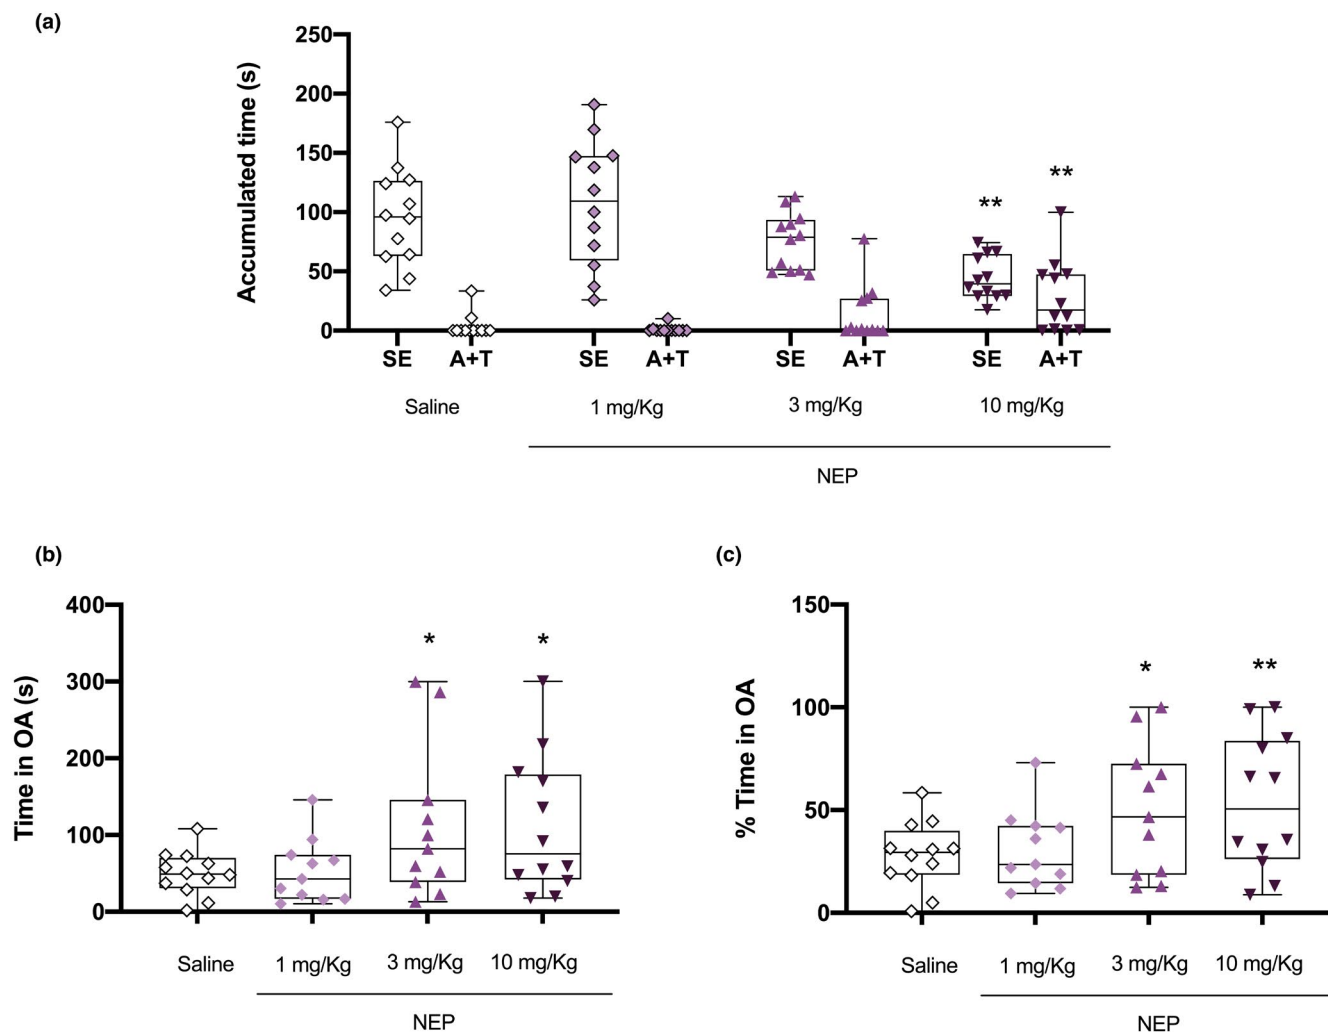 (a)
Accumulated time (s)
250
200
150
100
50
0
** **
SE A+T SE A+T SE A+T SE A+T
Saline 1 mg/Kg 3 mg/Kg 10 mg/Kg
NEP
(b)
Time in OA (s)
400
300
200
100
0
* *
Saline 1 mg/Kg 3 mg/Kg 10 mg/Kg
NEP
(c)
% Time in OA
150
100
50
0
* **
Saline 1 mg/Kg 3 mg/Kg 10 mg/Kg
NEP